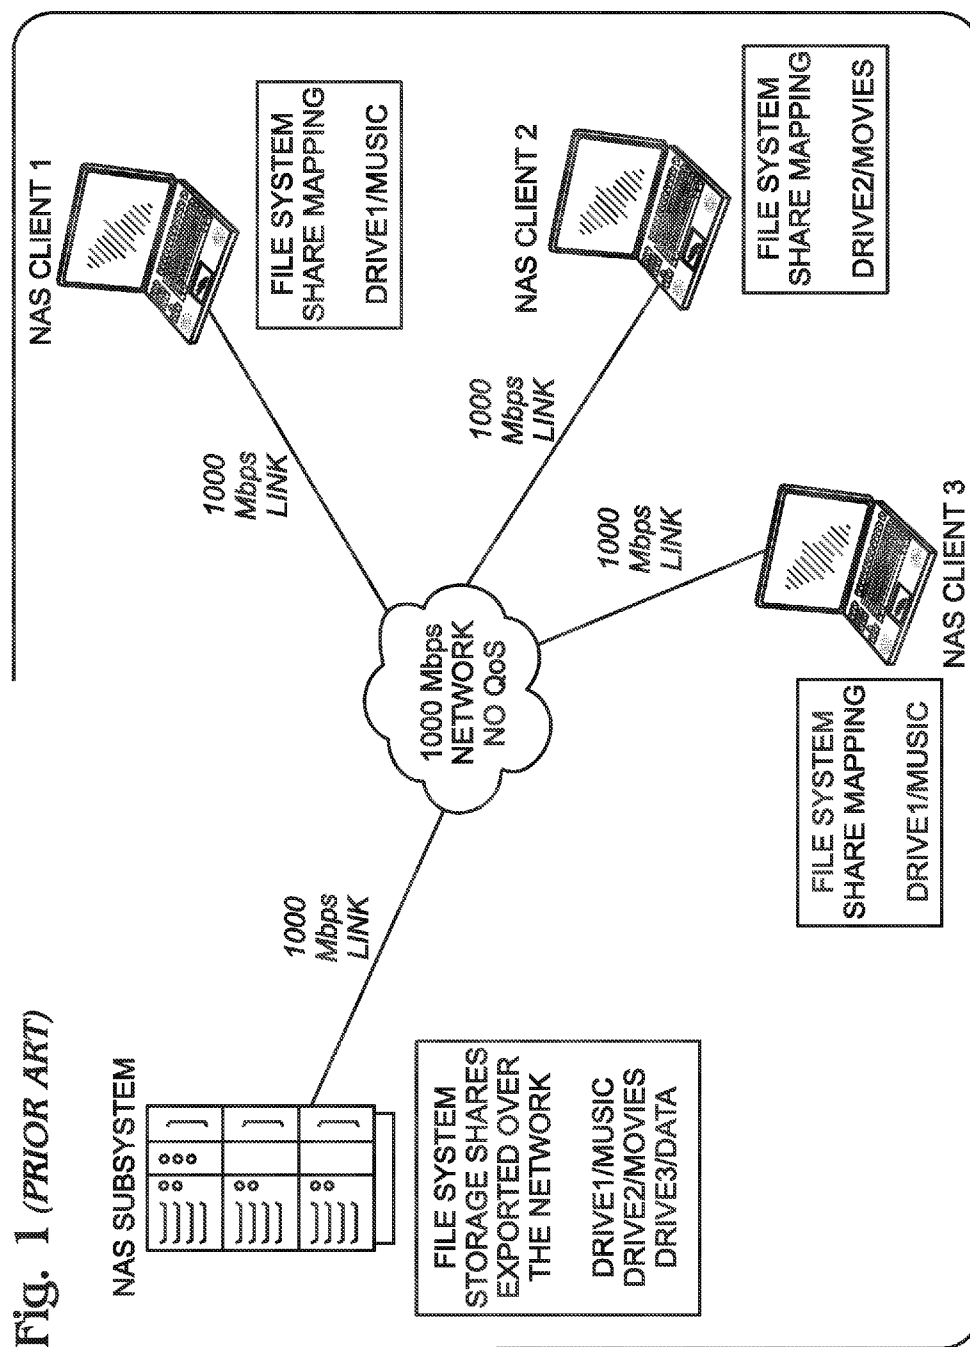 Fig. 1 (PRIOR ART)
NAS SUBSYSTEM
FILE SYSTEM
STORAGE SHARES
EXPORTED OVER
THE NETWORK
DRIVE1/MUSIC
DRIVE2/MOVIES
DRIVE3/DATA
1000
Mbps
LINK
1000 Mbps
NETWORK
NO QoS
1000
Mbps
LINK
NAS CLIENT 1
FILE SYSTEM
SHARE MAPPING
DRIVE1/MUSIC
1000
Mbps
LINK
NAS CLIENT 2
FILE SYSTEM
SHARE MAPPING
DRIVE2/MOVIES
1000
Mbps
LINK
FILE SYSTEM
SHARE MAPPING
DRIVE1/MUSIC
NAS CLIENT 3